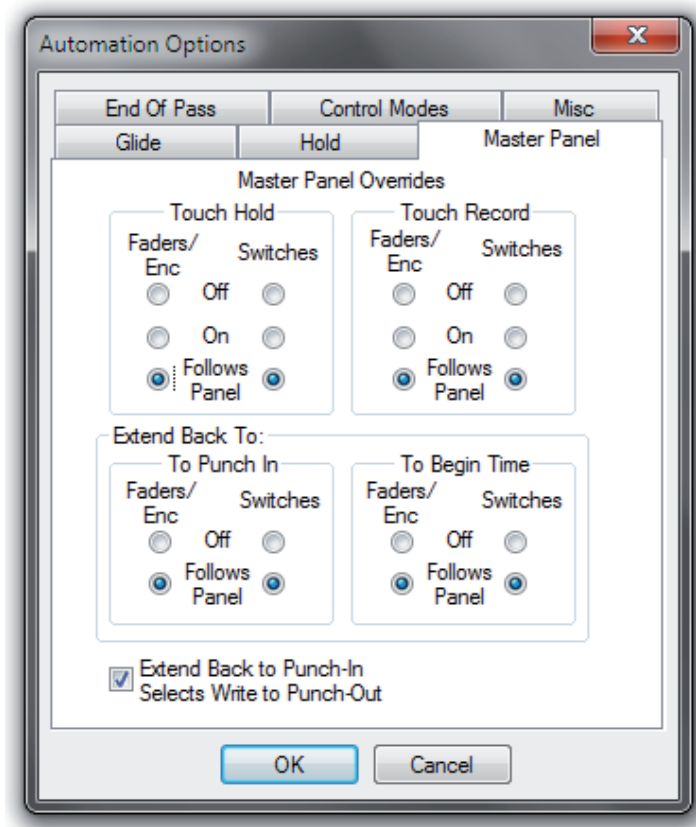 Automation Options
X
End Of Pass Control Modes Misc
Glide Hold Master Panel
Master Panel Overrides
Touch Hold
Faders/
Enc
Switches
Off
On
Follows
Panel
Touch Record
Faders/
Enc
Switches
Off
On
Follows
Panel
Extend Back To:
To Punch In
Faders/
Enc
Switches
Off
Follows
Panel
To Begin Time
Faders/
Enc
Switches
Off
Follows
Panel
Extend Back to Punch-In
Selects Write to Punch-Out
OK Cancel